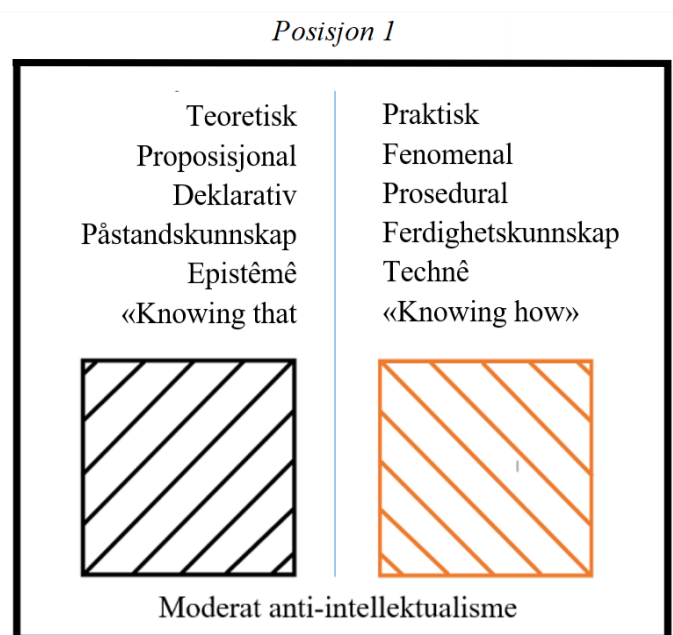 Posisjon 1
Teoretisk
Proposisjonal
Deklarativ
Påstandskunnskap
Epistêmê
«Knowing that
Praktisk
Fenomenal
Prosedural
Ferdighetskunnskap
Technê
«Knowing how»
Moderat anti-intellektualisme